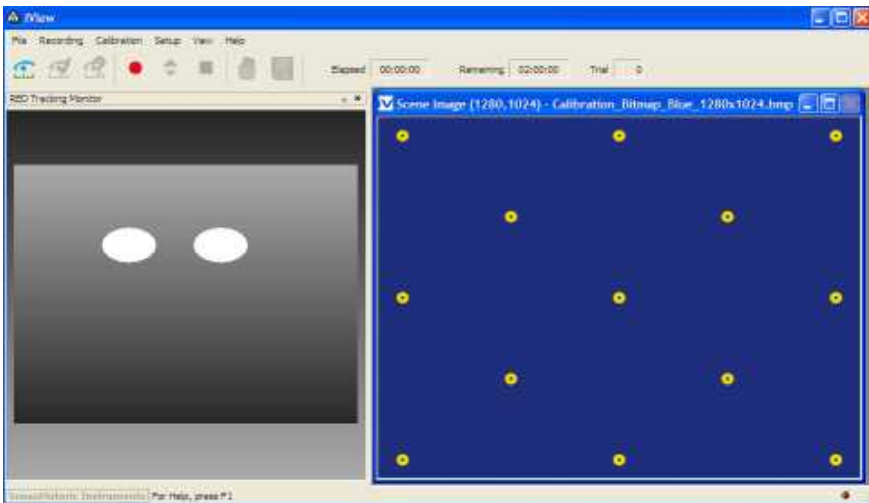 iView
File Recording Calibration Setup View Help
Elapsed 00:00:00 Remaining 02:00:00 Trial 0
RED Tracking Monitor
Scene Image (1280,1024) - Calibration_Bitmap_Blue_1280x1024.bmp
SensoMotoric Instruments For Help, press F1